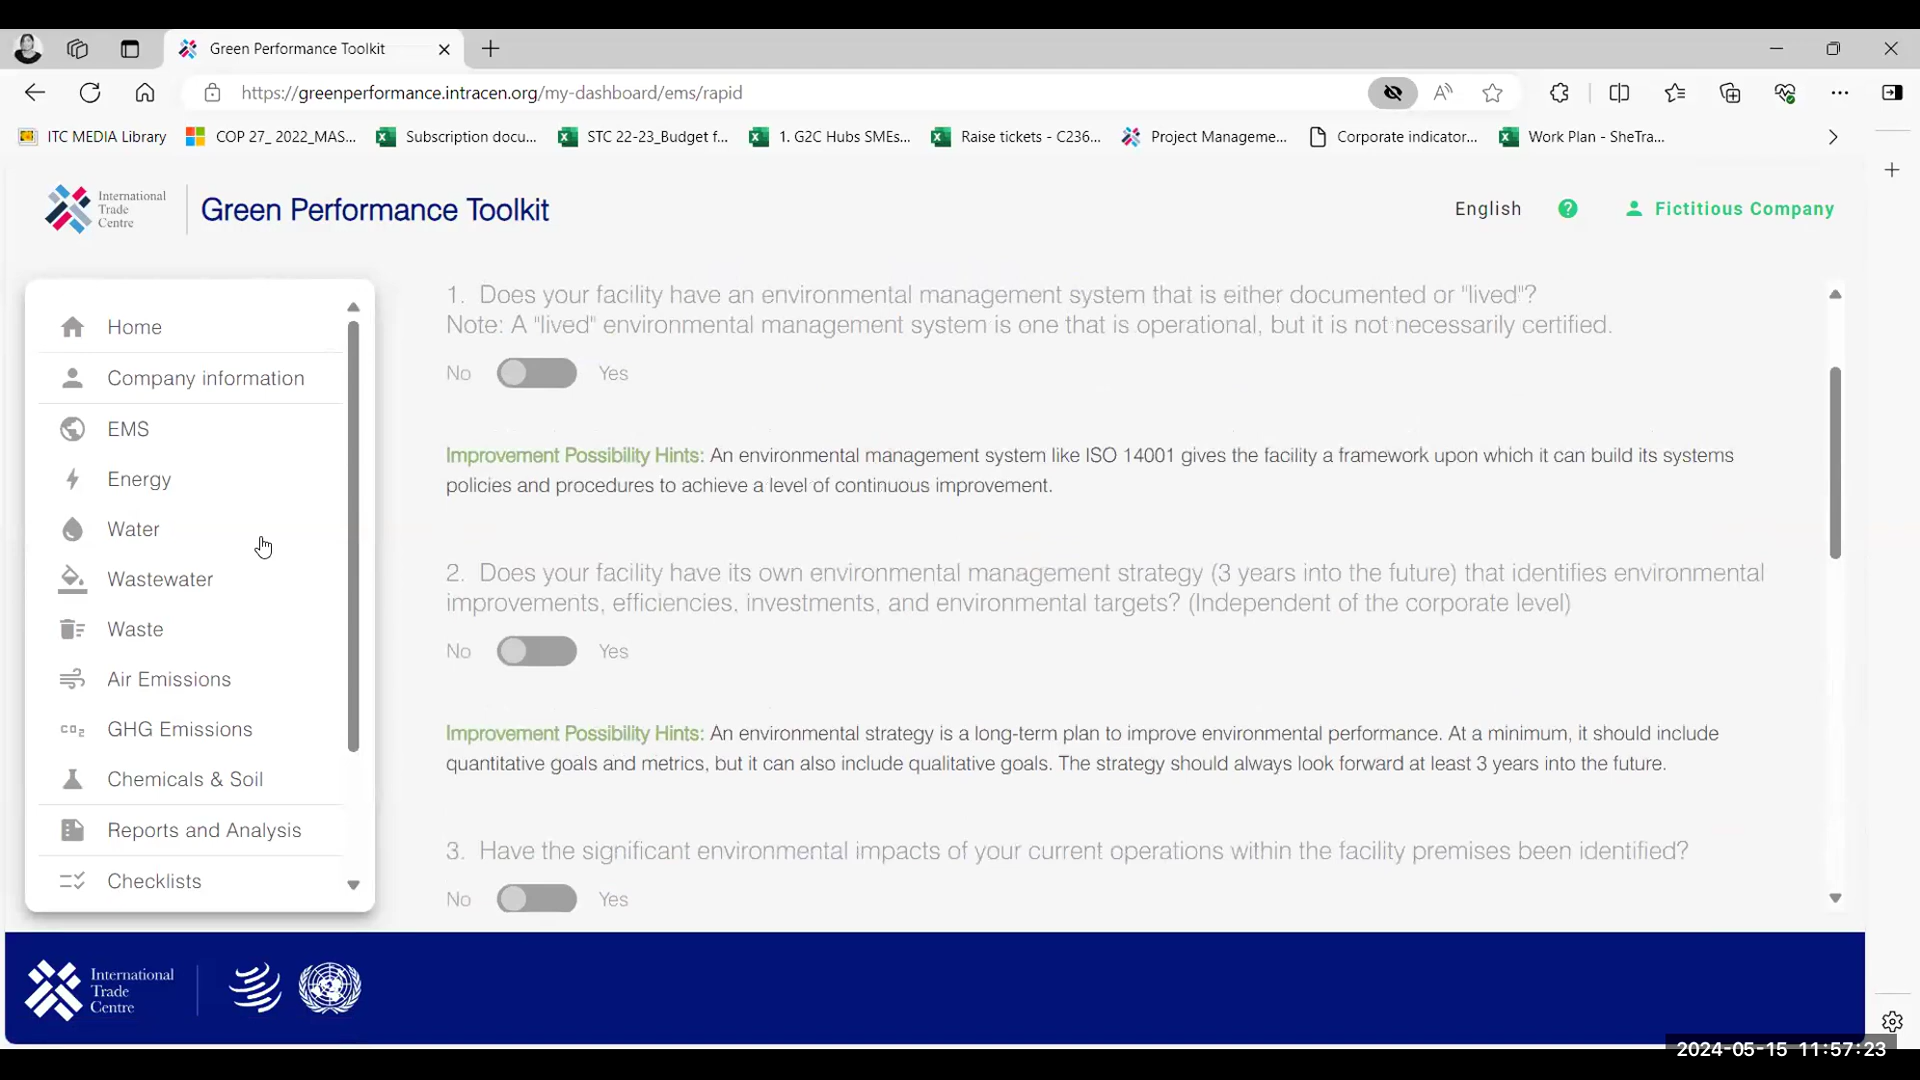 Green Performance Toolkit
https://greenperformance.intracen.org/my-dashboard/ems/rapid
ITC MEDIA Library
COP 27_ 2022_MAS...
Subscription docu...
STC 22-23_Budget f...
1. G2C Hubs SMEs...
Raise tickets - C236...
Project Manageme...
Corporate indicator...
Work Plan - SheTra...
International
Trade
Centre
Green Performance Toolkit
English
?
Fictitious Company
Home
Company information
EMS
Energy
Water
Wastewater
Waste
Air Emissions
CO2
GHG Emissions
Chemicals & Soil
Reports and Analysis
Checklists
1. Does your facility have an environmental management system that is either documented or "lived"?
Note: A "lived" environmental management system is one that is operational, but it is not necessarily certified.
No Yes
Improvement Possibility Hints: An environmental management system like ISO 14001 gives the facility a framework upon which it can build its systems
policies and procedures to achieve a level of continuous improvement.
2. Does your facility have its own environmental management strategy (3 years into the future) that identifies environmental
improvements, efficiencies, investments, and environmental targets? (Independent of the corporate level)
No Yes
Improvement Possibility Hints: An environmental strategy is a long-term plan to improve environmental performance. At a minimum, it should include
quantitative goals and metrics, but it can also include qualitative goals. The strategy should always look forward at least 3 years into the future.
3. Have the significant environmental impacts of your current operations within the facility premises been identified?
No Yes
International
Trade
Centre
2024-05-15 11:57:23